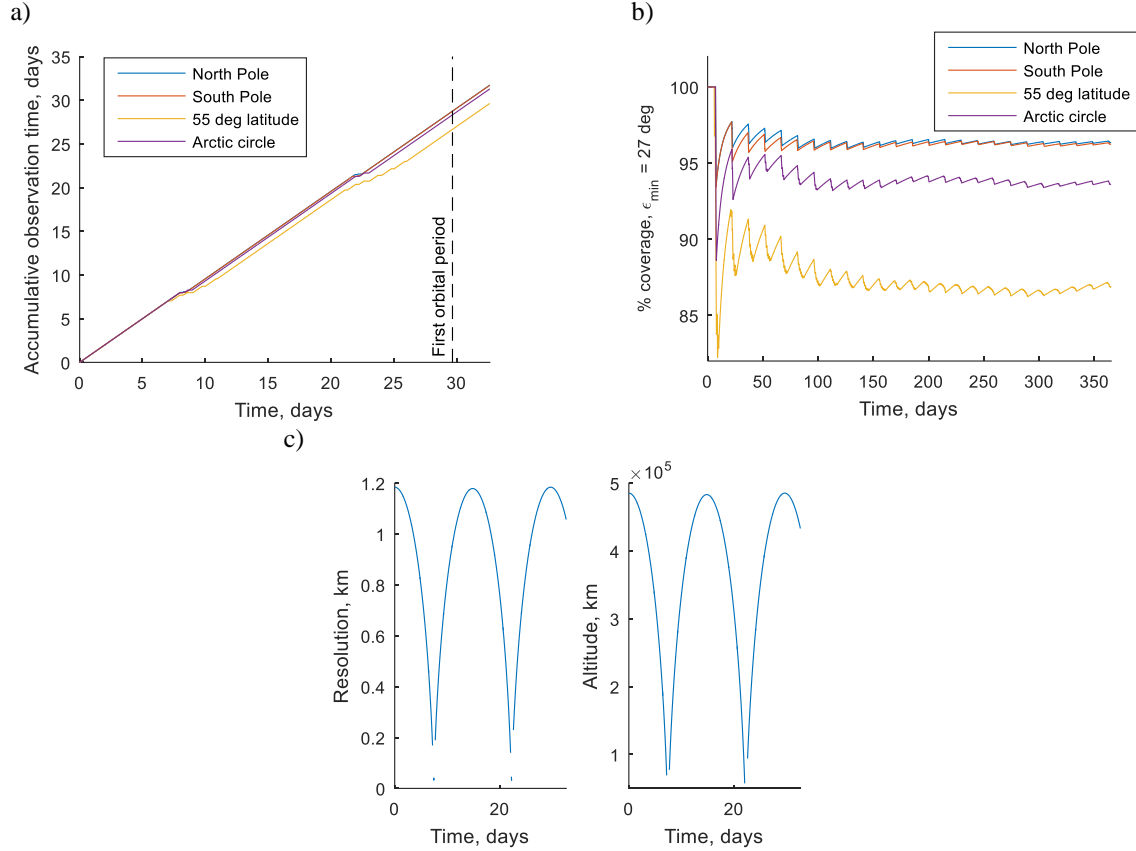 a)
Accumulative observation time, days
35
30
25
20
15
10
5
0
0 5 10 15 20 25 30
Time, days
North Pole
South Pole
55 deg latitude
Arctic circle
First orbital period
b)
% coverage, ϵmin = 27 deg
100
95
90
85
0 50 100 150 200 250 300 350
Time, days
North Pole
South Pole
55 deg latitude
Arctic circle
c)
Resolution, km
1.2
1
0.8
0.6
0.4
0.2
0
0 20
Time, days
×10^5
Altitude, km
5
4
3
2
1
0 20
Time, days